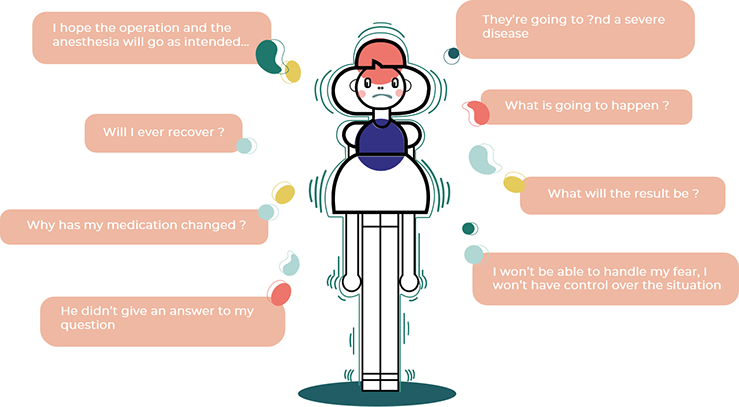 I hope the operation and the
anesthesia will go as intended...
Will I ever recover ?
Why has my medication changed ?
He didn't give an answer to my
question
They're going to ?nd a severe
disease
What is going to happen ?
What will the result be ?
I won't be able to handle my fear, I
won't have control over the situation